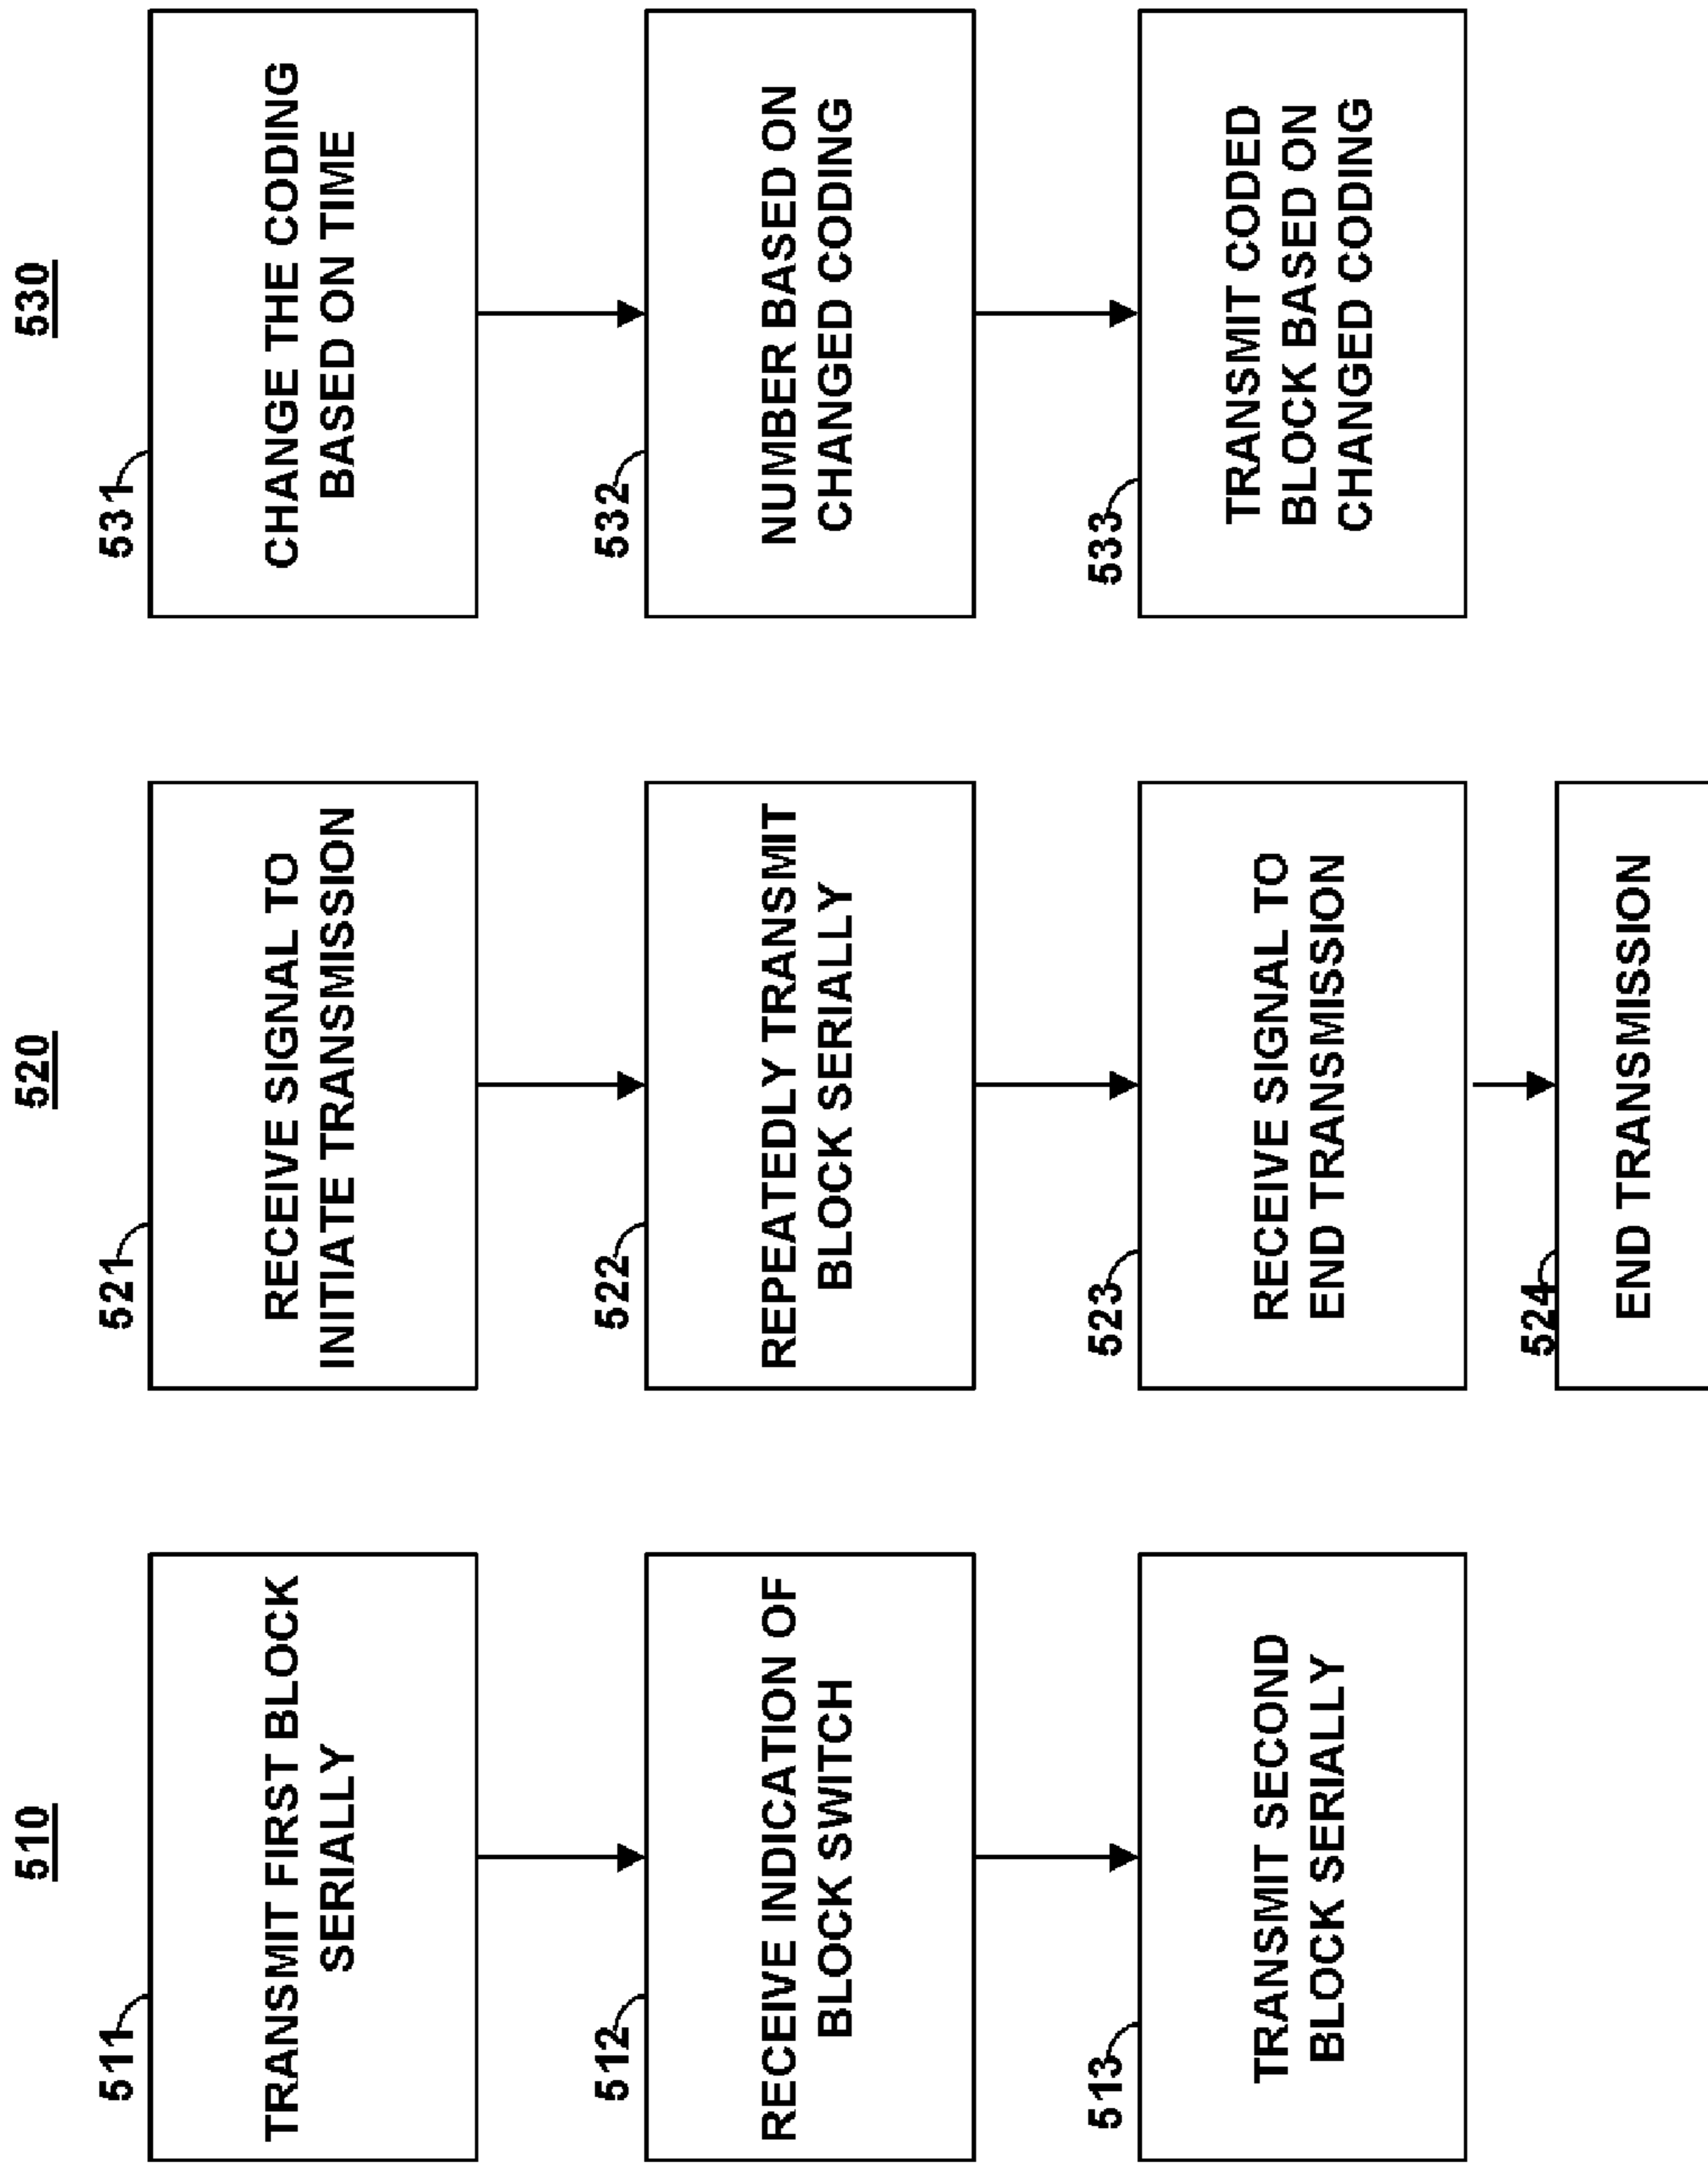 510
511
TRANSMIT FIRST BLOCK
SERIALLY
512
RECEIVE INDICATION OF
BLOCK SWITCH
513
TRANSMIT SECOND
BLOCK SERIALLY
520
521
RECEIVE SIGNAL TO
INITIATE TRANSMISSION
522
REPEATEDLY TRANSMIT
BLOCK SERIALLY
523
RECEIVE SIGNAL TO
END TRANSMISSION
524
END TRANSMISSION
530
531
CHANGE THE CODING
BASED ON TIME
532
NUMBER BASED ON
CHANGED CODING
533
TRANSMIT CODED
BLOCK BASED ON
CHANGED CODING